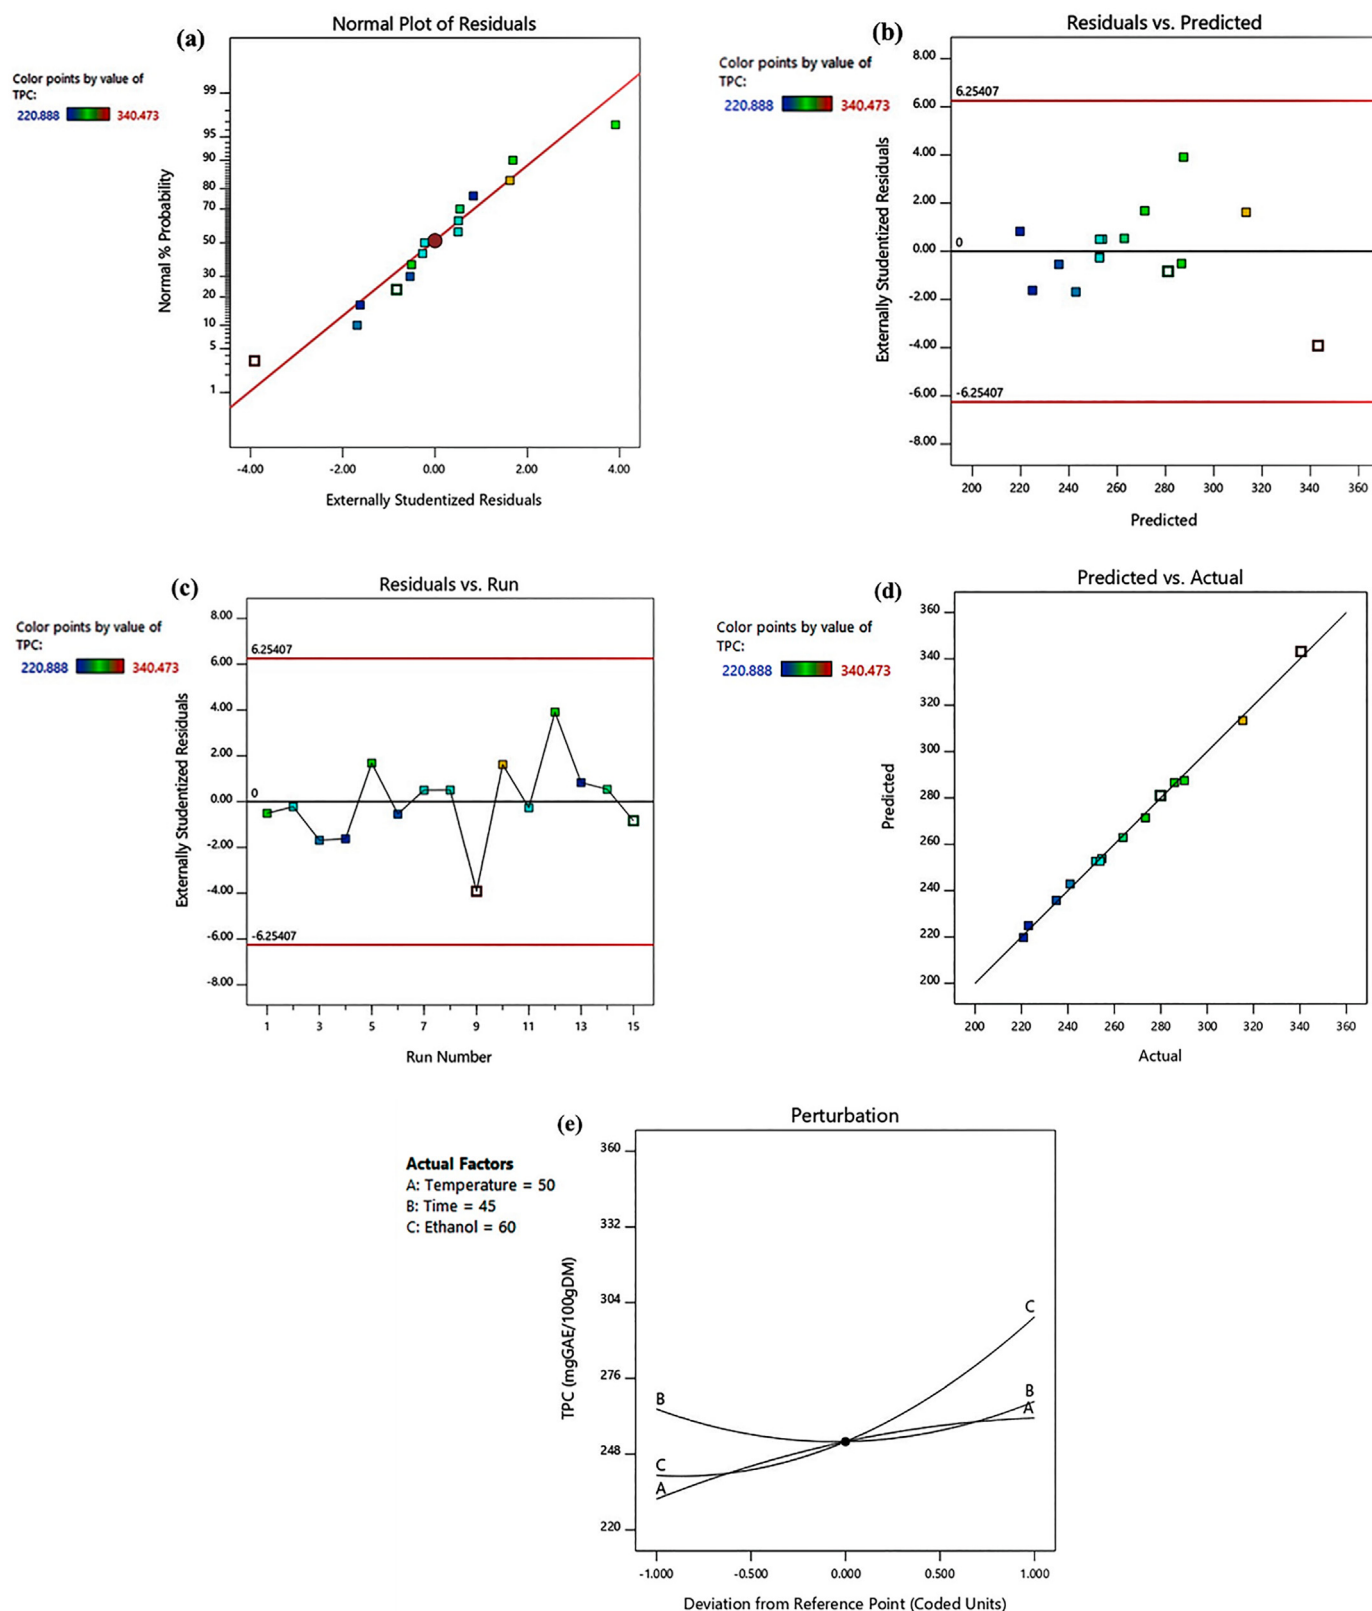 (a)
Normal Plot of Residuals
Color points by value of
TPC:
220.888 340.473
Normal % Probability
99
95
90
80
70
50
30
20
10
5
1
-4.00 -2.00 0.00 2.00 4.00
Externally Studentized Residuals
(b)
Residuals vs. Predicted
Color points by value of
TPC:
220.888 340.473
Externally Studentized Residuals
8.00
6.00
4.00
2.00
0.00
-2.00
-4.00
-6.00
-8.00
6.25407
0
-6.25407
200 220 240 260 280 300 320 340 360
Predicted
(c)
Residuals vs. Run
Color points by value of
TPC:
220.888 340.473
Externally Studentized Residuals
8.00
6.00
4.00
2.00
0.00
-2.00
-4.00
-6.00
-8.00
6.25407
0
-6.25407
1 3 5 7 9 11 13 15
Run Number
(d)
Predicted vs. Actual
Color points by value of
TPC:
220.888 340.473
Predicted
360
340
320
300
280
260
240
220
200
200 220 240 260 280 300 320 340 360
Actual
(e)
Perturbation
Actual Factors
A: Temperature = 50
B: Time = 45
C: Ethanol = 60
TPC (mgGAE/100gDM)
360
332
304
276
248
220
B
C
A
C
B
A
-1.000 -0.500 0.000 0.500 1.000
Deviation from Reference Point (Coded Units)